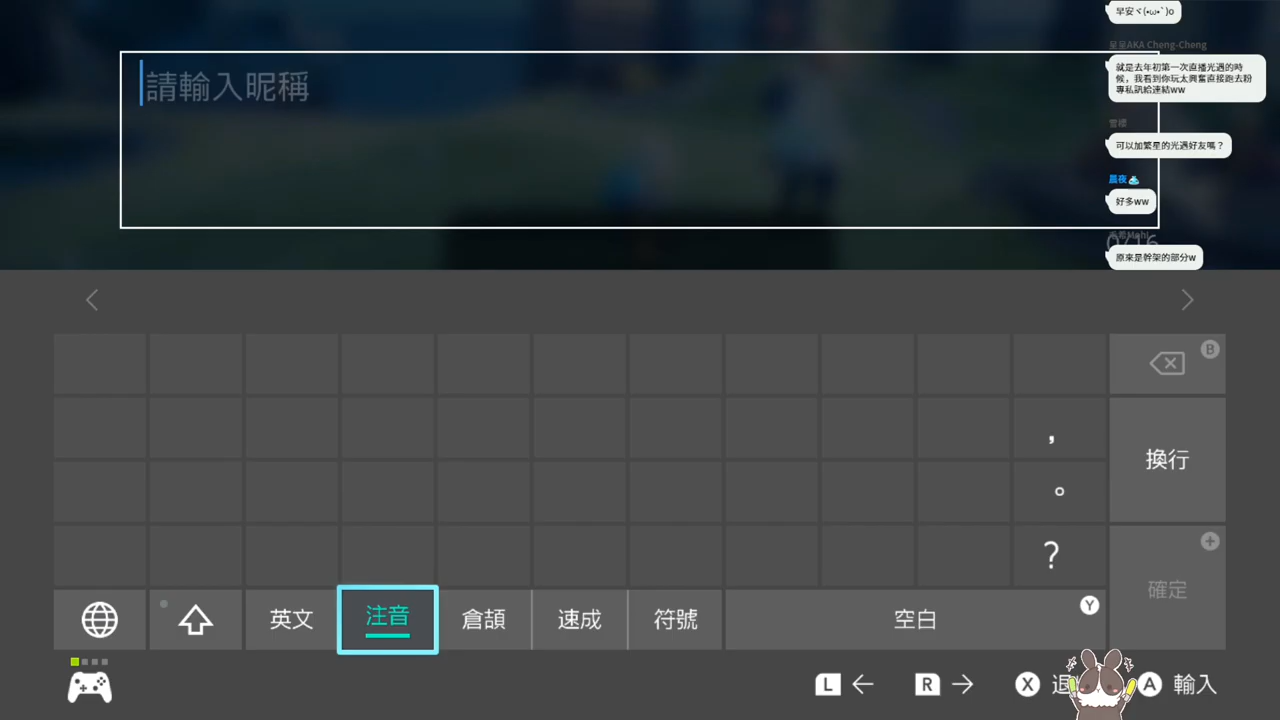 早安ヾ(•ω•`)o
呈呈AKA Cheng-Cheng
就是去年初第一次直播光遇的時
候，我看到你玩太興奮直接跑去粉
專私訊給連結ww
請輸入昵稱
可以加繁星的光遇好友嗎？
晨夜
好多ww
0/16
原來是幹架的部分w
B
，
換行
。
？
+
確定
英文
注音
倉頡
速成
符號
空白
Y
L ←
R →
X 退
A 輸入